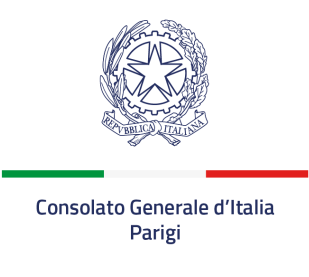 REPVBBLICA ITALIANA
Consolato Generale d'Italia
Parigi